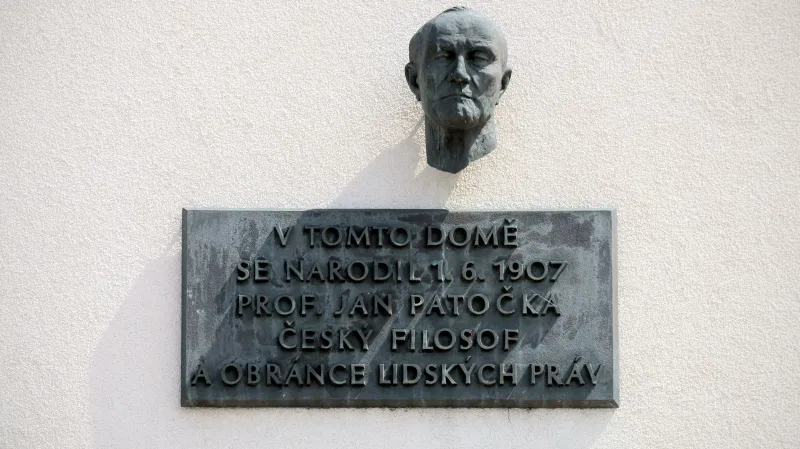 V TOMTO DOMĚ
SE NARODIL 1. 6. 1907
PROF. JAN PATOČKA
ČESKÝ FILOSOF
A OBRÁNCE LIDSKÝCH PRÁV